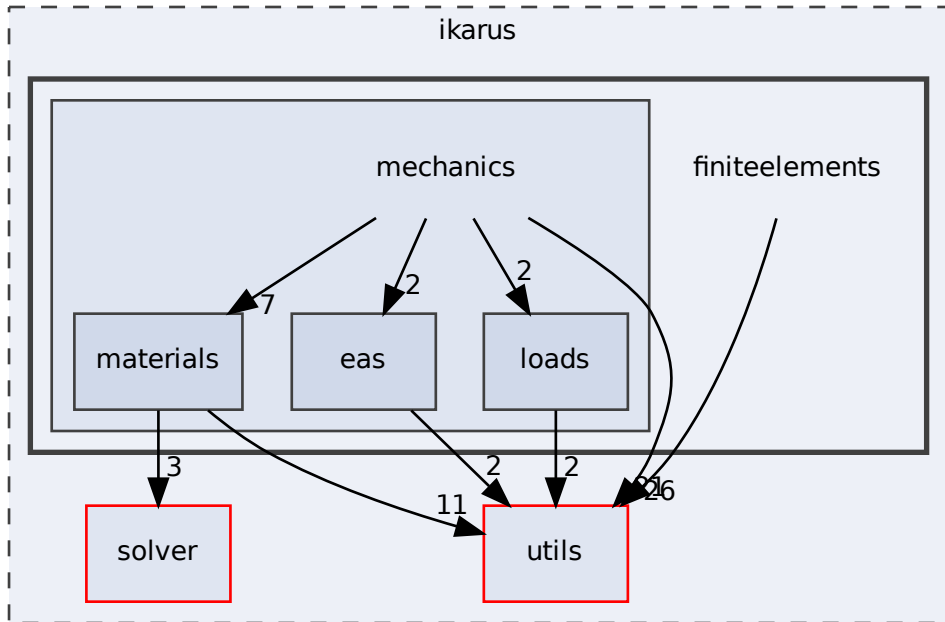 ikarus
mechanics
finiteelements
7
2
2
materials
eas
loads
3
2
2
26
11
solver
utils